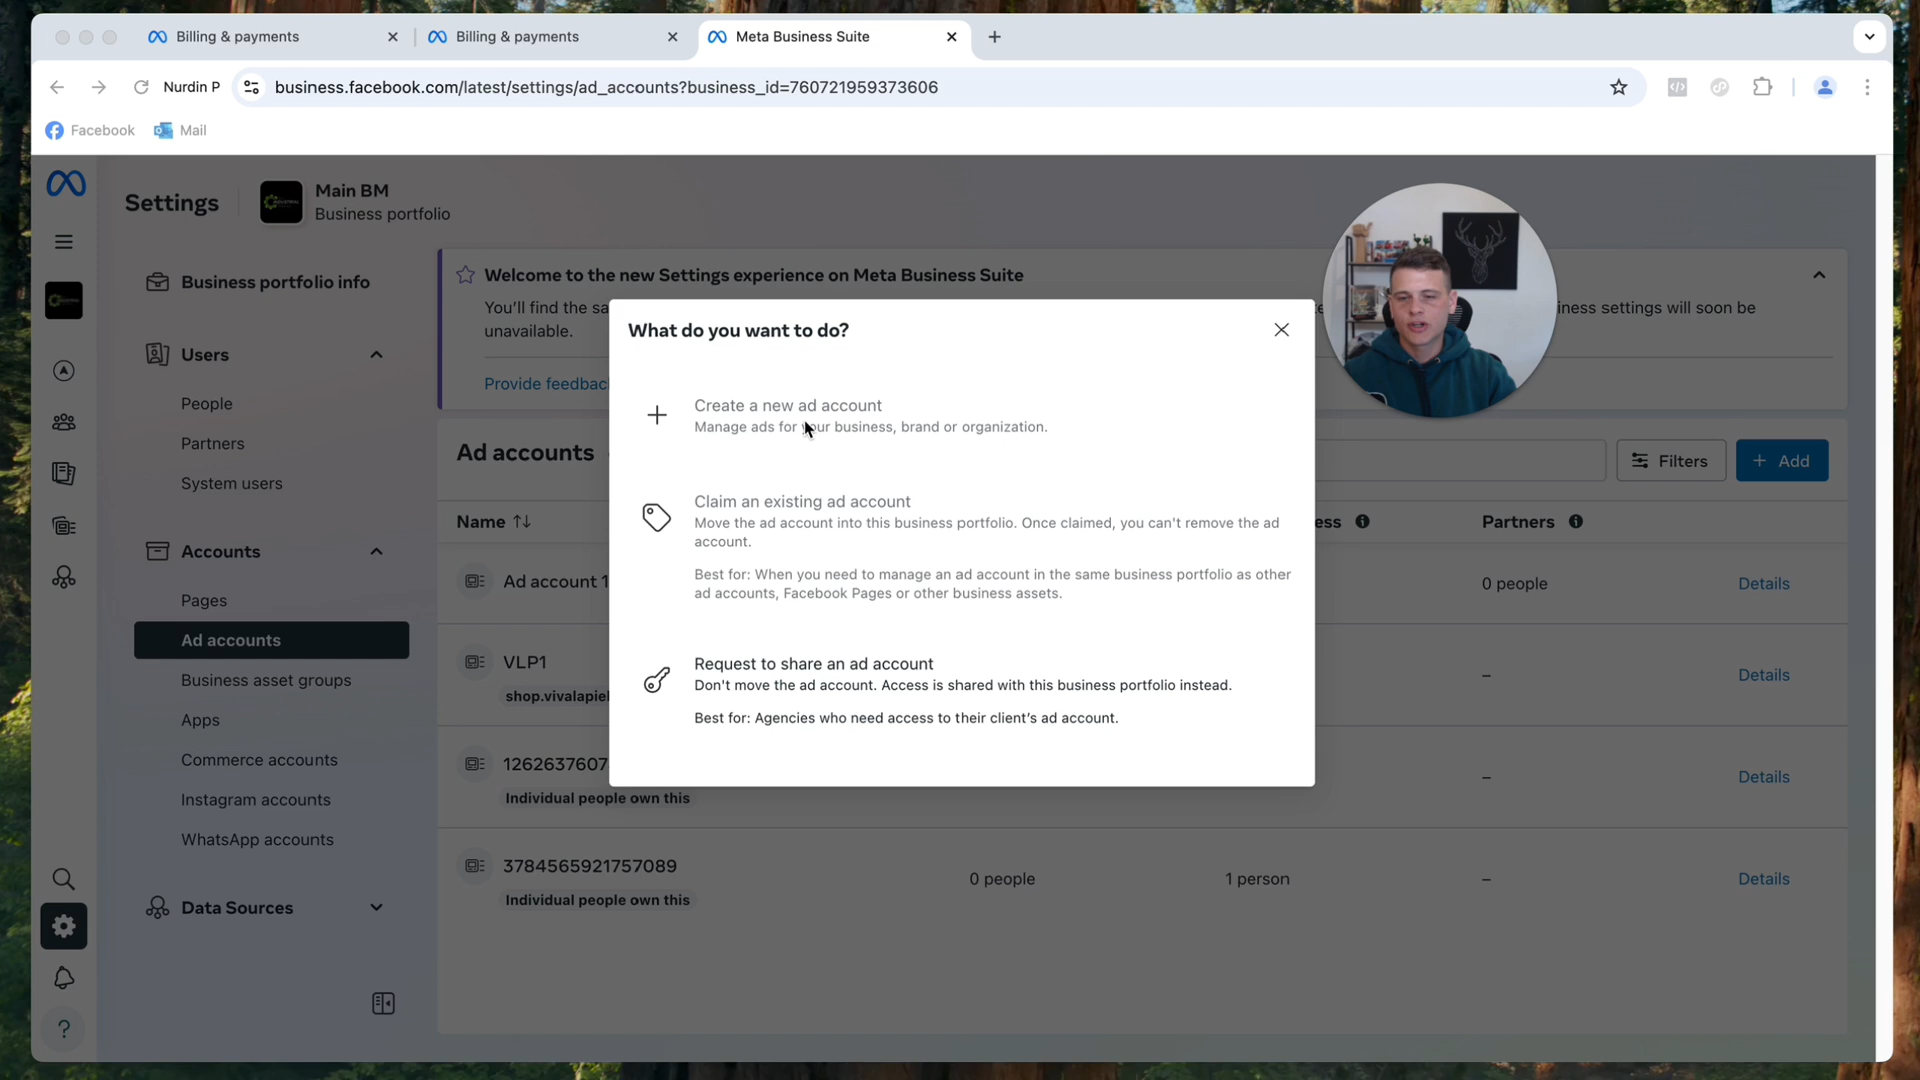 Billing & payments
Billing & payments
Meta Business Suite
Nurdin P
business.facebook.com/latest/settings/ad_accounts?business_id=760721959373606
Facebook
Mail
Settings
Main BM
Business portfolio
Business portfolio info
Users
People
Partners
System users
Accounts
Pages
Ad accounts
Business asset groups
Apps
Commerce accounts
Instagram accounts
WhatsApp accounts
Data Sources
Welcome to the new Settings experience on Meta Business Suite
You'll find the
iness settings will soon be
unavailable.
Provide
What do you want to do?
Create a new ad account
Manage ads for your business, brand or organization.
Claim an existing ad account
Move the ad account into this business portfolio. Once claimed, you can't remove the ad
account.
Best for: When you need to manage an ad account in the same business portfolio as other
ad accounts, Facebook Pages or other business assets.
Request to share an ad account
Don't move the ad account. Access is shared with this business portfolio instead.
Best for: Agencies who need access to their client's ad account.
Ad accounts
Filters
+ Add
Name
ess
Partners
Ad account 1
0 people
Details
VLP1
shop.vivalapiel
–
Details
1262637607
Individual people own this
–
Details
3784565921757089
Individual people own this
0 people
1 person
–
Details
?